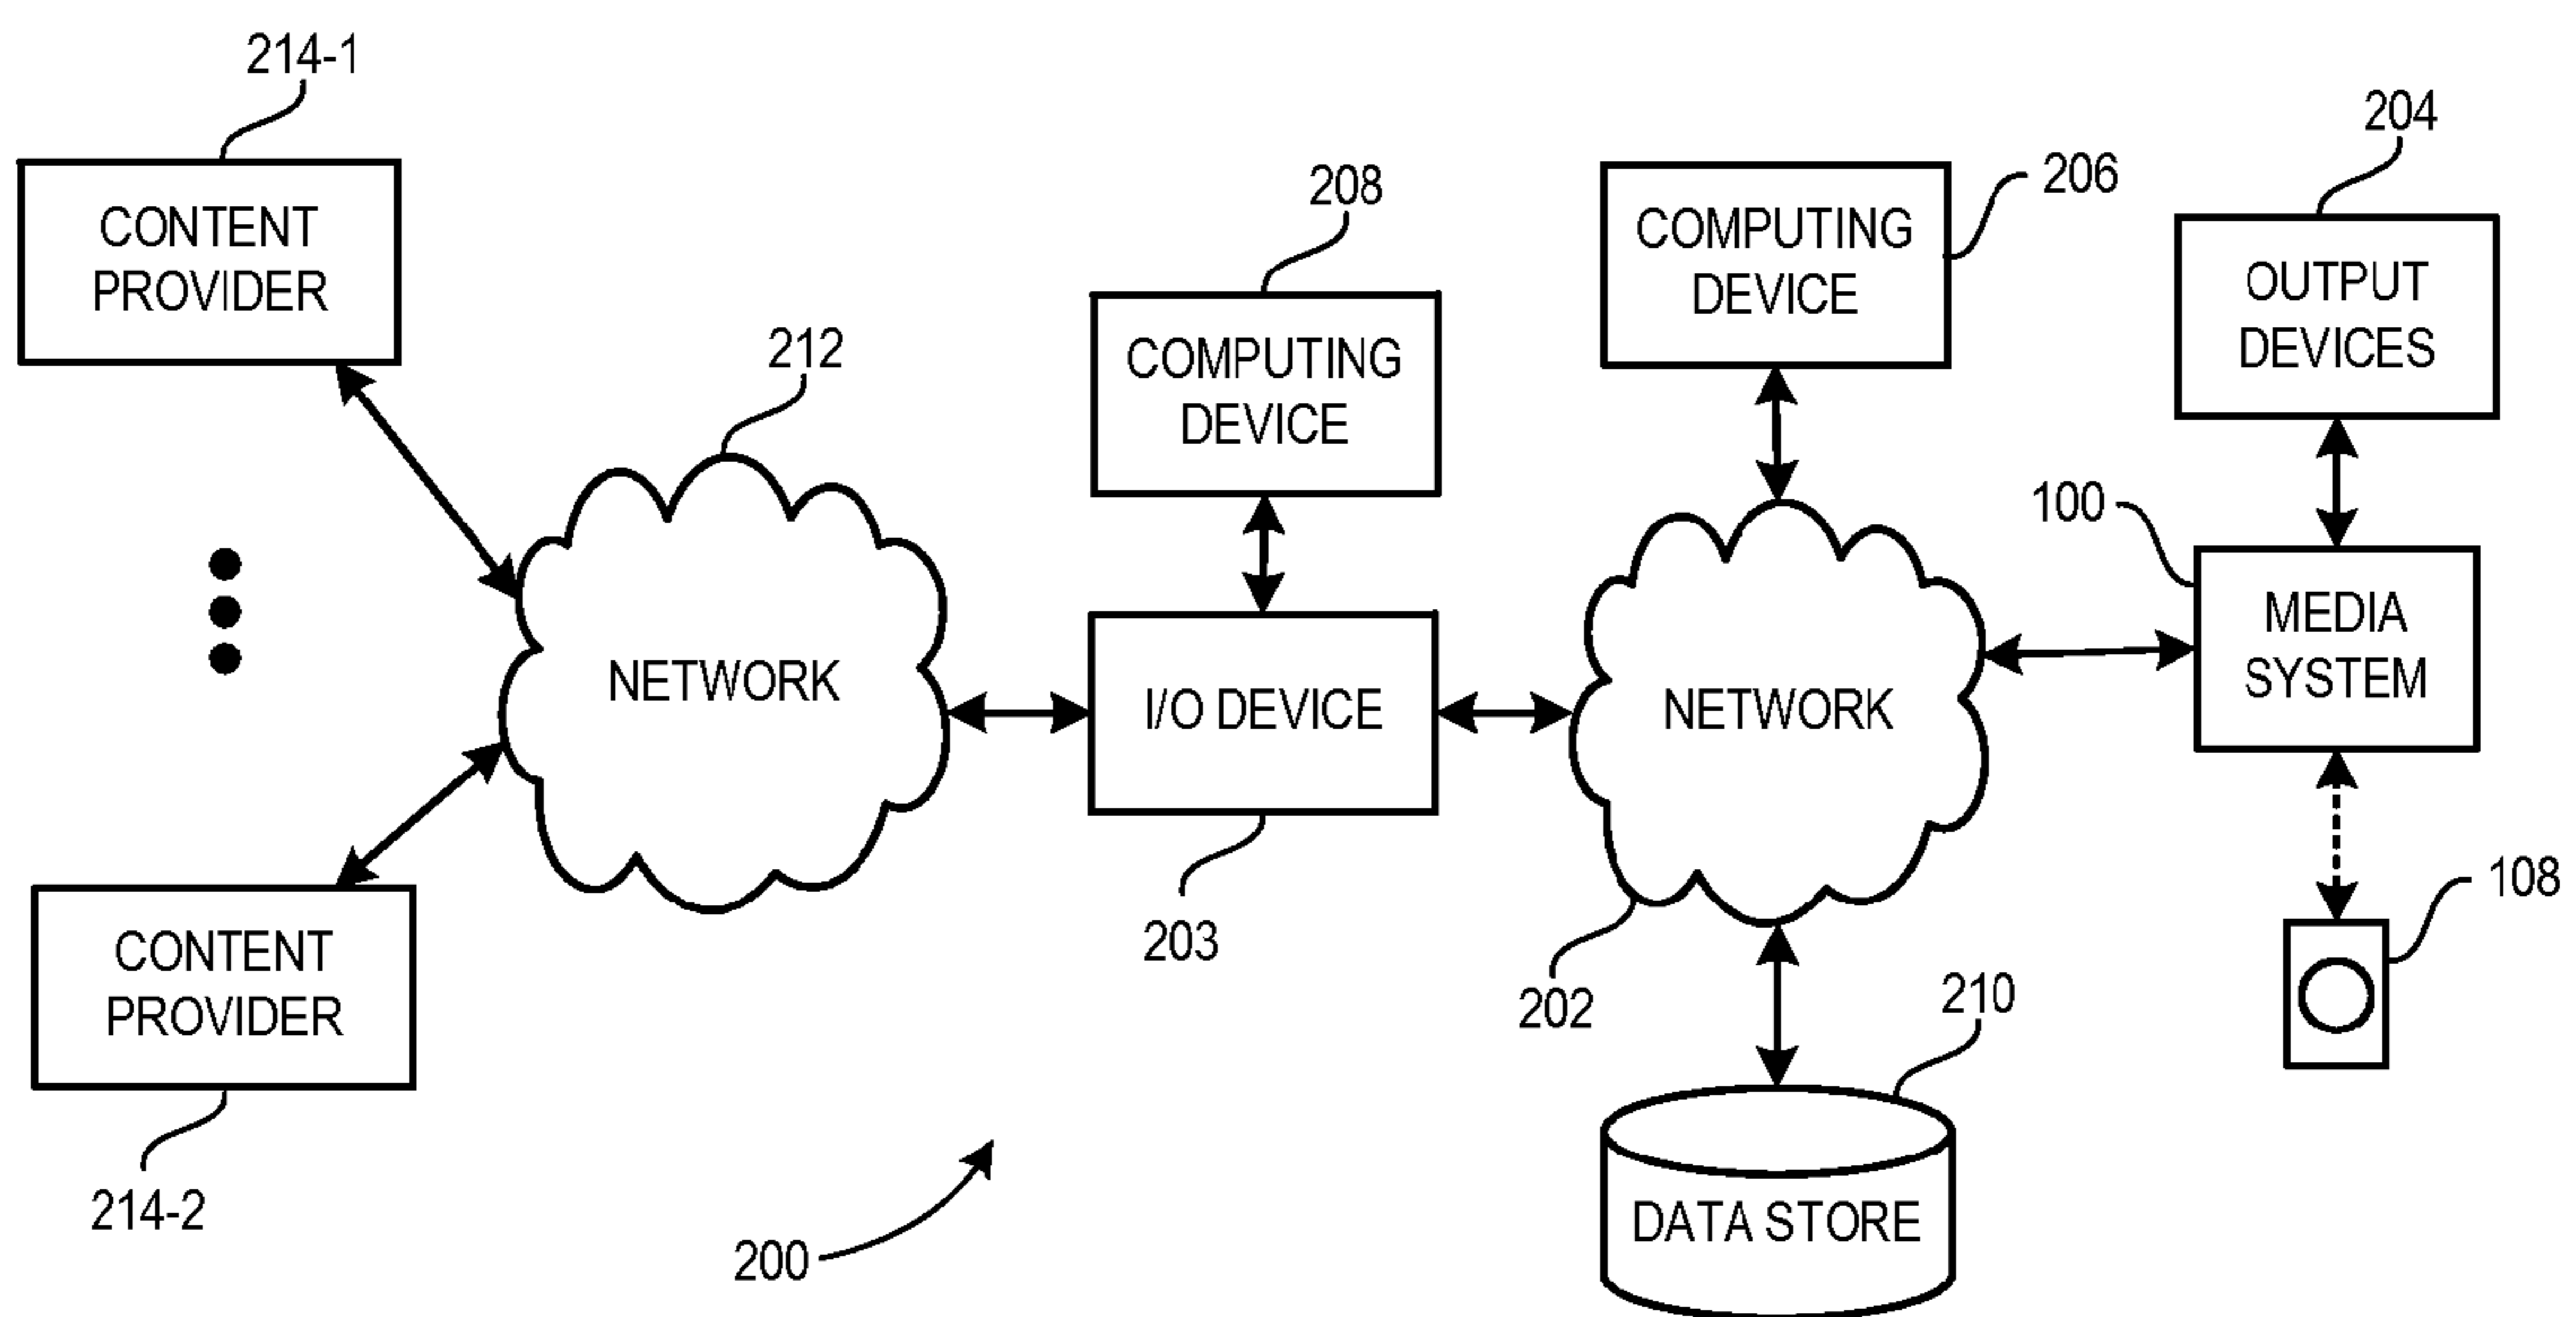 214-1
CONTENT
PROVIDER
212
208
COMPUTING
DEVICE
206
COMPUTING
DEVICE
204
OUTPUT
DEVICES
100
MEDIA
SYSTEM
NETWORK
I/O DEVICE
NETWORK
108
203
202
210
CONTENT
PROVIDER
214-2
200
DATA STORE